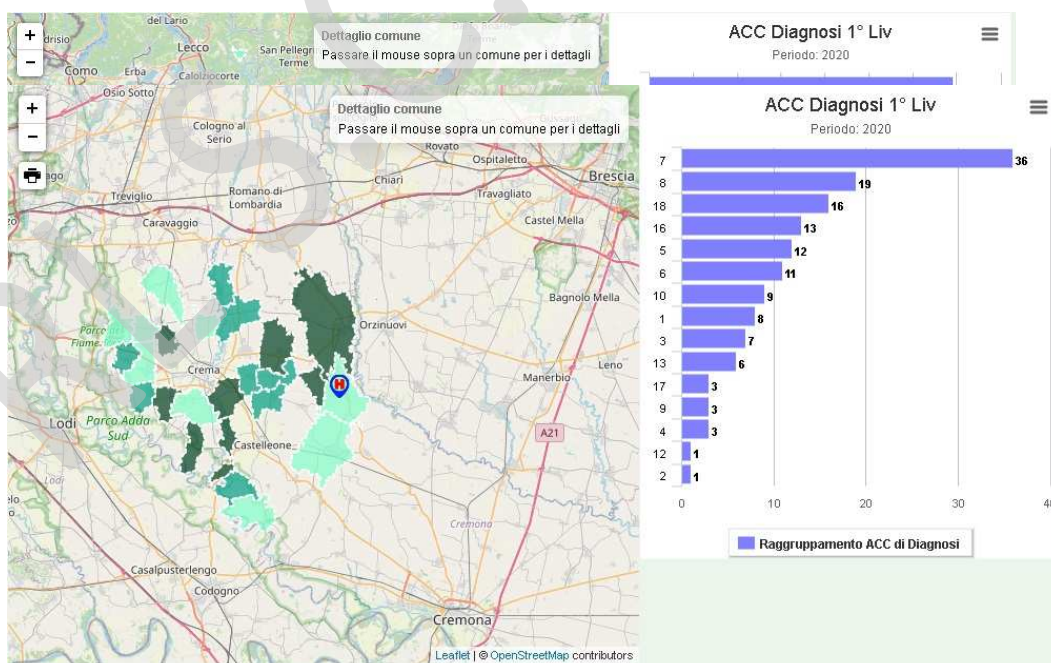 del Lario
Lecco
San Pellegri
Terme
Como
Erba
Calolziocorte
Dettaglio comune
Passare il mouse sopra un comune per i dettagli
ACC Diagnosi 1° Liv
Periodo: 2020
+
−
Osio Sotto
Cologno al
Serio
Dettaglio comune
Passare il mouse sopra un comune per i dettagli
Rovato
Ospitaletto
Brescia
Chiari
Travagliato
Treviglio
Romano di
Lombardia
Caravaggio
Castel Mella
Bagnolo Mella
Orzinuovi
Crema
Manerbio
Leno
Lodi
Parco Adda
Sud
Castelleone
A21
Cremona
Casalpusterlengo
Codogno
Cremona
Leaflet | © OpenStreetMap contributors
+
−
ACC Diagnosi 1° Liv
Periodo: 2020
7 36
8 19
18 16
16 13
5 12
6 11
10 9
1 8
3 7
13 6
17 3
9 3
4 3
12 1
2 1
0 10 20 30
Raggruppamento ACC di Diagnosi